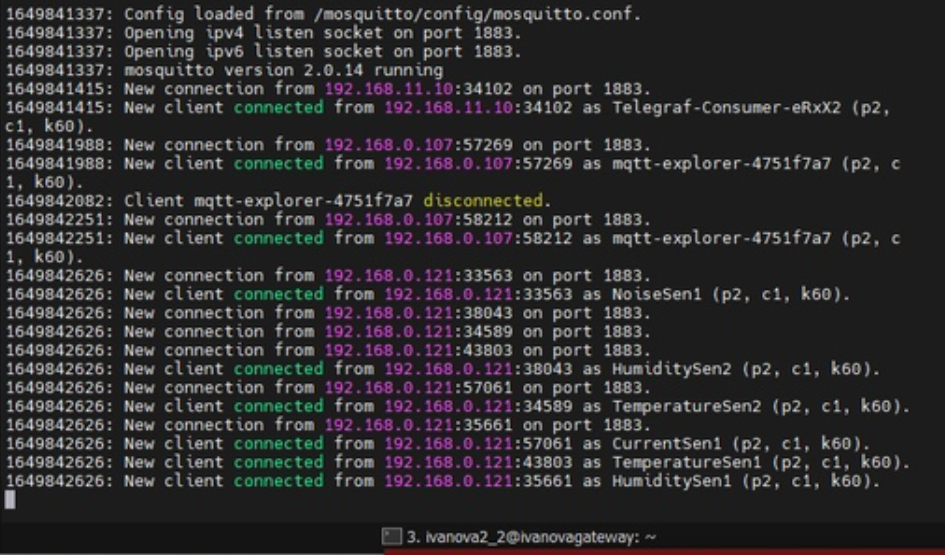 1649841337: Config loaded from /mosquitto/config/mosquitto.conf.
1649841337: Opening ipv4 listen socket on port 1883.
1649841337: Opening ipv6 listen socket on port 1883.
1649841337: mosquitto version 2.0.14 running
1649841415: New connection from 192.168.11.10:34102 on port 1883.
1649841415: New client connected from 192.168.11.10:34102 as Telegraf-Consumer-eRxX2 (p2,
c1, k60).
1649841988: New connection from 192.168.0.107:57269 on port 1883.
1649841988: New client connected from 192.168.0.107:57269 as mqtt-explorer-4751f7a7 (p2, c
1, k60).
1649842082: Client mqtt-explorer-4751f7a7 disconnected.
1649842251: New connection from 192.168.0.107:58212 on port 1883.
1649842251: New client connected from 192.168.0.107:58212 as mqtt-explorer-4751f7a7 (p2, c
1, k60).
1649842626: New connection from 192.168.0.121:33563 on port 1883.
1649842626: New client connected from 192.168.0.121:33563 as NoiseSen1 (p2, c1, k60).
1649842626: New connection from 192.168.0.121:38043 on port 1883.
1649842626: New connection from 192.168.0.121:34589 on port 1883.
1649842626: New connection from 192.168.0.121:43803 on port 1883.
1649842626: New client connected from 192.168.0.121:38043 as HumiditySen2 (p2, c1, k60).
1649842626: New connection from 192.168.0.121:57061 on port 1883.
1649842626: New client connected from 192.168.0.121:34589 as TemperatureSen2 (p2, c1, k60).
1649842626: New connection from 192.168.0.121:35661 on port 1883.
1649842626: New client connected from 192.168.0.121:57061 as CurrentSen1 (p2, c1, k60).
1649842626: New client connected from 192.168.0.121:43803 as TemperatureSen1 (p2, c1, k60).
1649842626: New client connected from 192.168.0.121:35661 as HumiditySen1 (p2, c1, k60).
3. ivanova2_2@ivanovagateway: ~